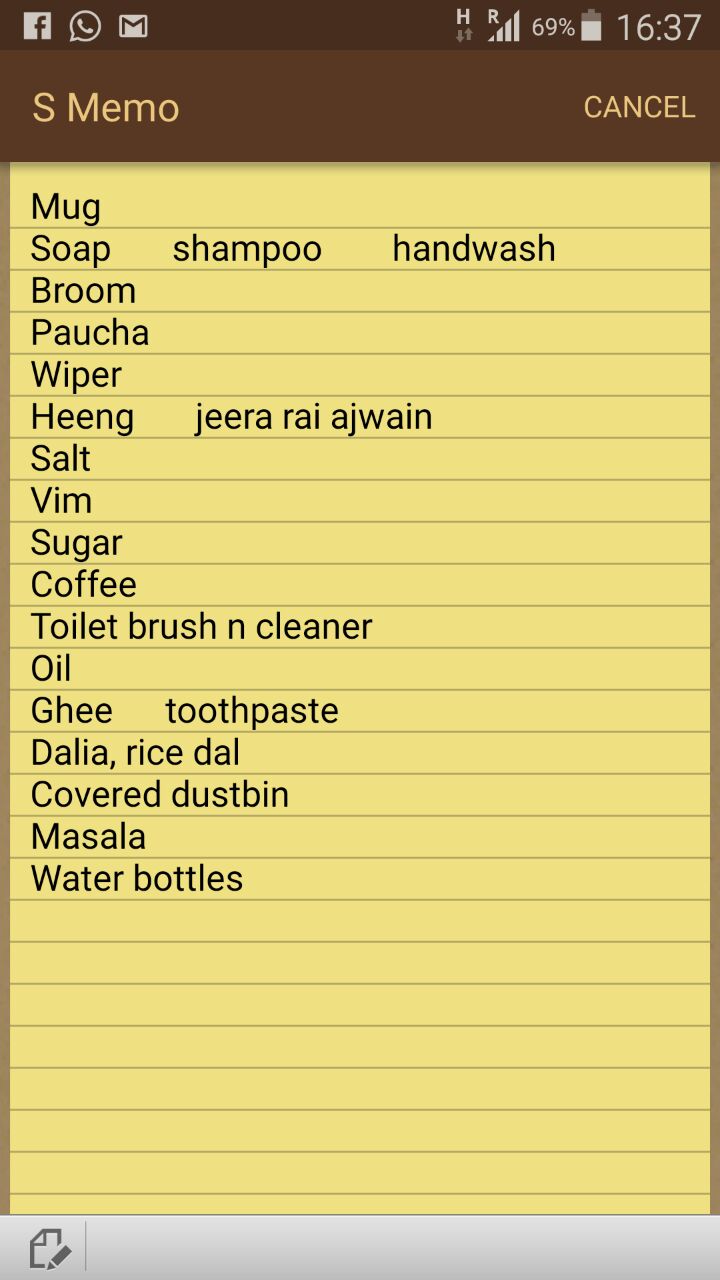 H R 69% 16:37
S Memo CANCEL
Mug
Soap shampoo handwash
Broom
Paucha
Wiper
Heeng jeera rai ajwain
Salt
Vim
Sugar
Coffee
Toilet brush n cleaner
Oil
Ghee toothpaste
Dalia, rice dal
Covered dustbin
Masala
Water bottles